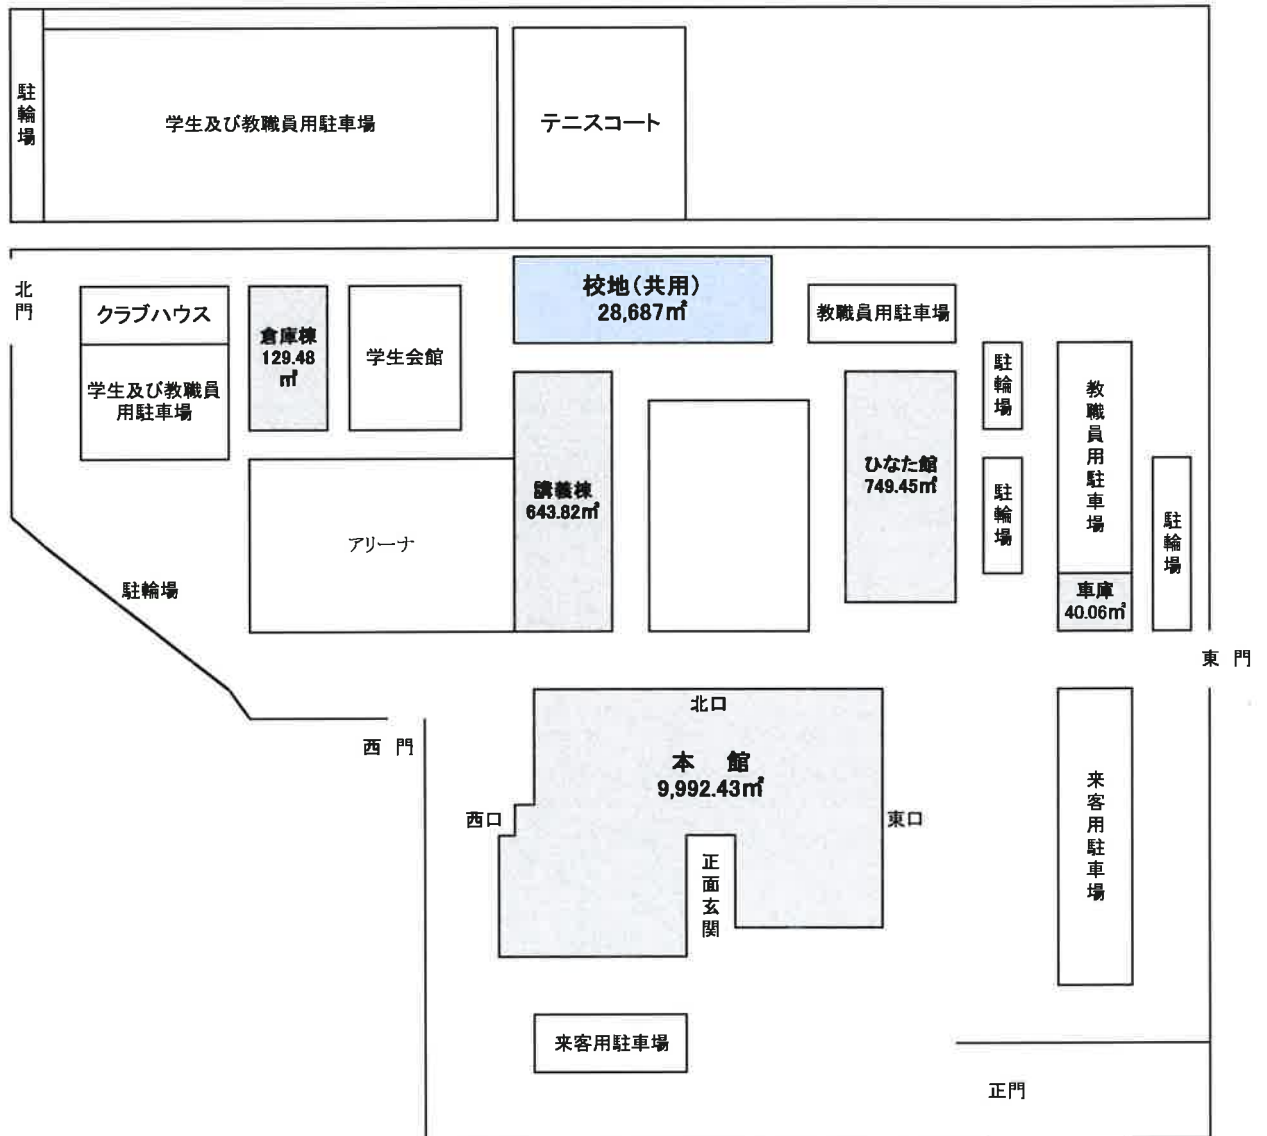 駐輪場
学生及び教職員用駐車場
テニスコート
北門
クラブハウス
学生及び教職員
用駐車場
倉庫棟
129.48
㎡
学生会館
校地(共用)
28,687㎡
教職員用駐車場
駐輪場
教職員用駐車場
講義棟
643.82㎡
ひなた館
749.45㎡
駐輪場
駐輪場
アリーナ
駐輪場
車庫
40.06㎡
東 門
西 門
北口
本 館
9,992.43㎡
西口
東口
正面玄関
来客用駐車場
来客用駐車場
正門